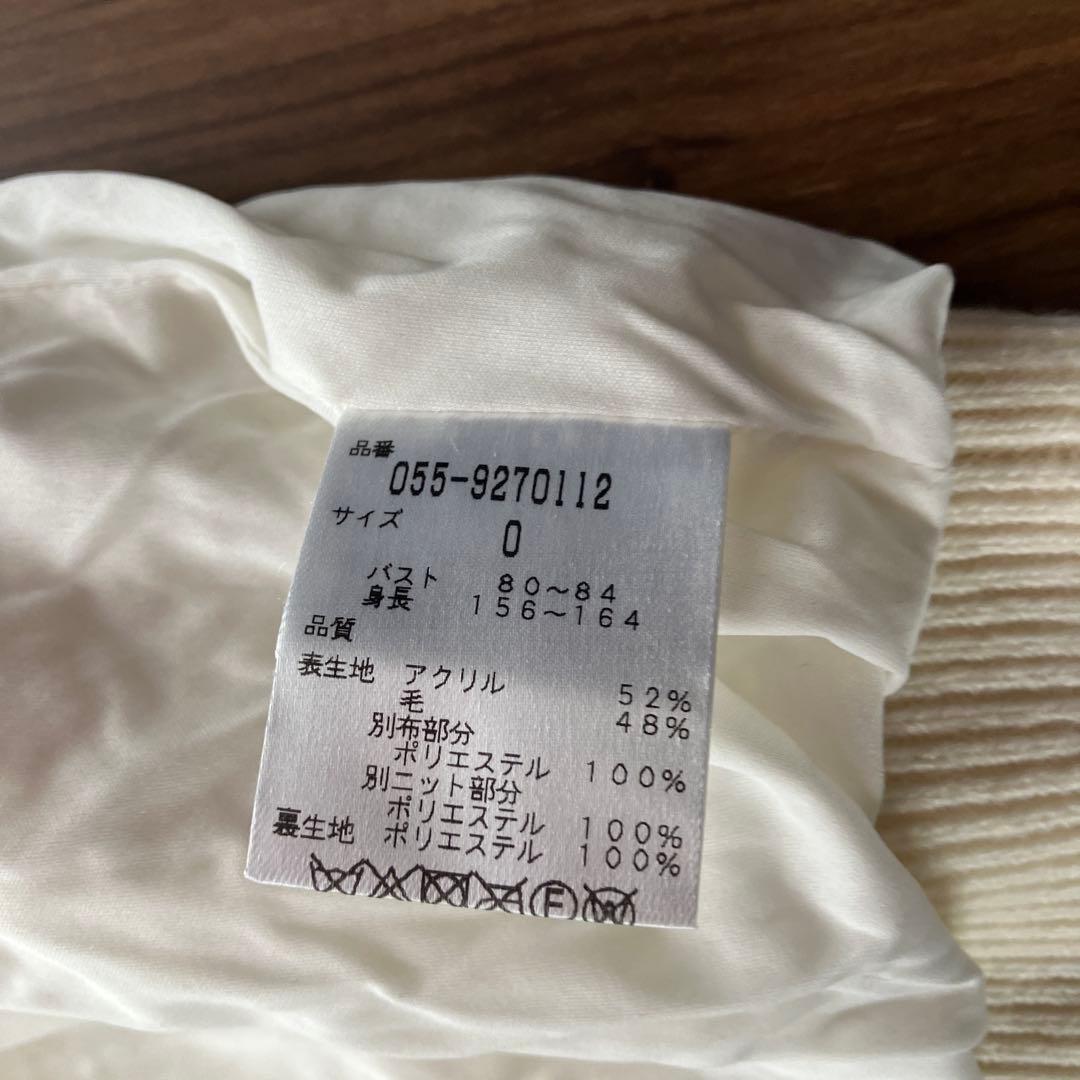 品番
055-9270112
サイズ
0
バスト 80〜84
身長 156〜164
品質
表生地 アクリル 52%
毛 48%
別布部分
ポリエステル 100%
別ニット部分
ポリエステル 100%
裏生地 ポリエステル 100%
F W